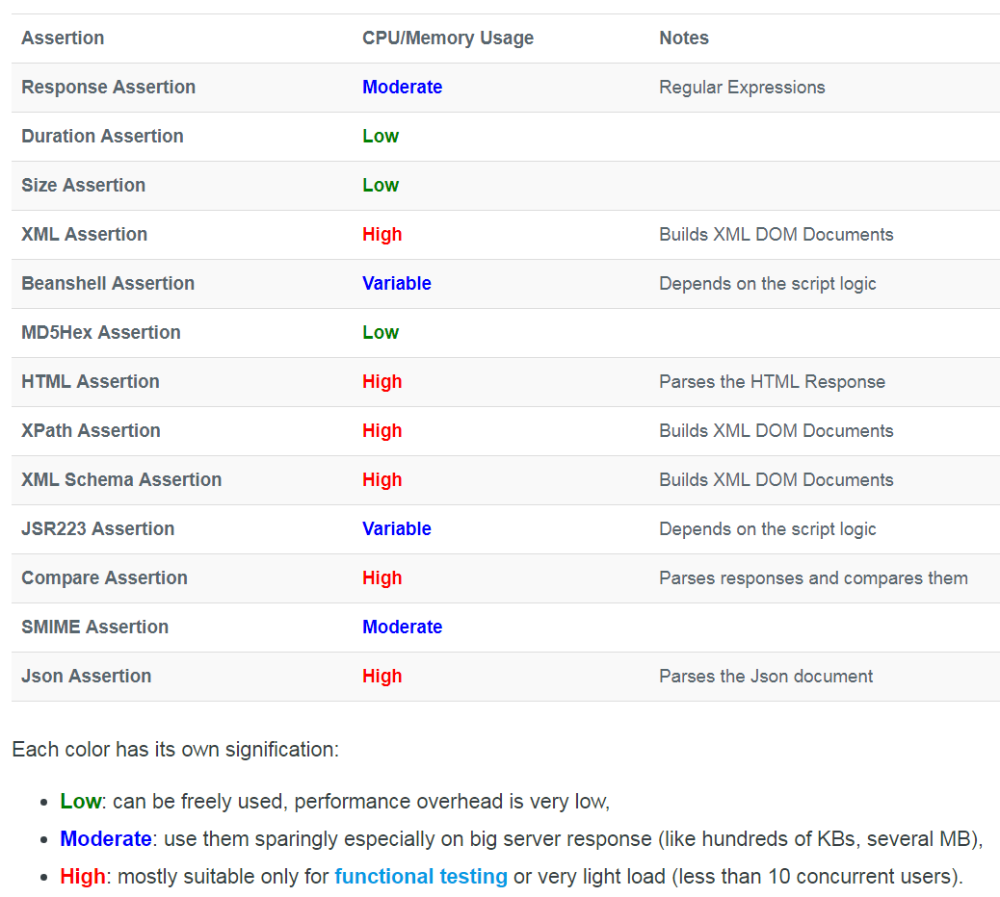 Assertion CPU/Memory Usage Notes
Response Assertion Moderate Regular Expressions
Duration Assertion Low
Size Assertion Low
XML Assertion High Builds XML DOM Documents
Beanshell Assertion Variable Depends on the script logic
MD5Hex Assertion Low
HTML Assertion High Parses the HTML Response
XPath Assertion High Builds XML DOM Documents
XML Schema Assertion High Builds XML DOM Documents
JSR223 Assertion Variable Depends on the script logic
Compare Assertion High Parses responses and compares them
SMIME Assertion Moderate
Json Assertion High Parses the Json document
Each color has its own signification:
• Low: can be freely used, performance overhead is very low,
• Moderate: use them sparingly especially on big server response (like hundreds of KBs, several MB),
• High: mostly suitable only for functional testing or very light load (less than 10 concurrent users).